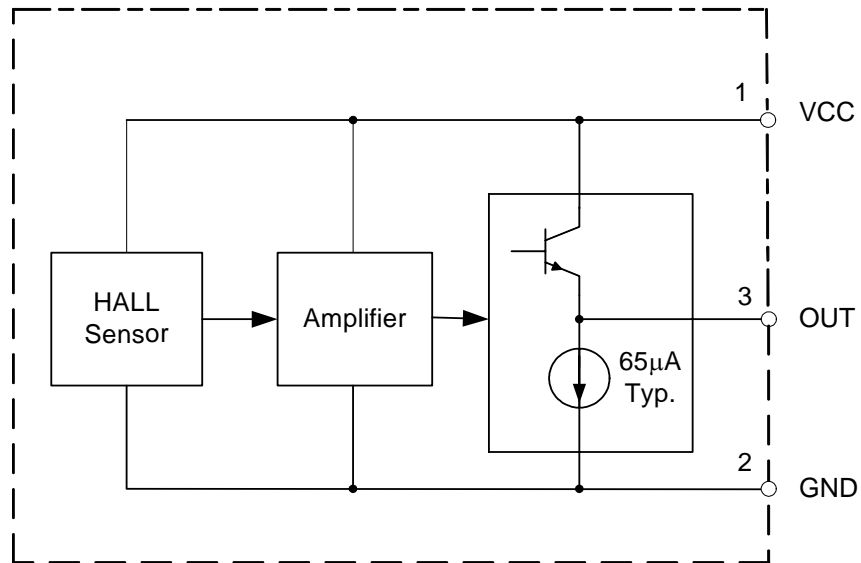 1
VCC
HALL
Sensor
Amplifier
3
OUT
65μA
Typ.
2
GND